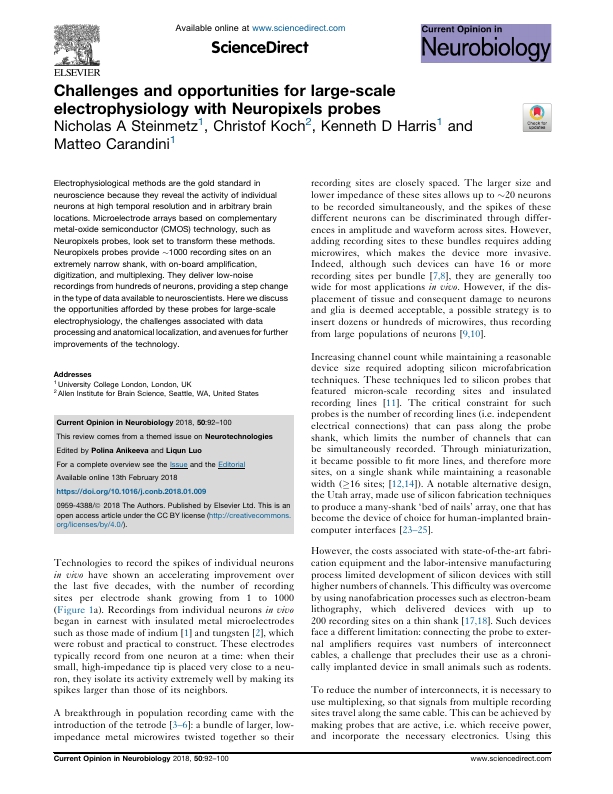 Available online at www.sciencedirect.com
ScienceDirect
ELSEVIER
Current Opinion in
Neurobiology
Challenges and opportunities for large-scale
electrophysiology with Neuropixels probes
Nicholas A Steinmetz1, Christof Koch2, Kenneth D Harris1 and
Matteo Carandini1
Check for
updates
Electrophysiological methods are the gold standard in
neuroscience because they reveal the activity of individual
neurons at high temporal resolution and in arbitrary brain
locations. Microelectrode arrays based on complementary
metal-oxide semiconductor (CMOS) technology, such as
Neuropixels probes, look set to transform these methods.
Neuropixels probes provide ~1000 recording sites on an
extremely narrow shank, with on-board amplification,
digitization, and multiplexing. They deliver low-noise
recordings from hundreds of neurons, providing a step change
in the type of data available to neuroscientists. Here we discuss
the opportunities afforded by these probes for large-scale
electrophysiology, the challenges associated with data
processing and anatomical localization, and avenues for further
improvements of the technology.
Addresses
1 University College London, London, UK
2 Allen Institute for Brain Science, Seattle, WA, United States
Current Opinion in Neurobiology 2018, 50:92–100
This review comes from a themed issue on Neurotechnologies
Edited by Polina Anikeeva and Liqun Luo
For a complete overview see the Issue and the Editorial
Available online 13th February 2018
https://doi.org/10.1016/j.conb.2018.01.009
0959-4388/© 2018 The Authors. Published by Elsevier Ltd. This is an
open access article under the CC BY license (http://creativecommons.
org/licenses/by/4.0/).
Technologies to record the spikes of individual neurons
in vivo have shown an accelerating improvement over
the last five decades, with the number of recording
sites per electrode shank growing from 1 to 1000
(Figure 1a). Recordings from individual neurons in vivo
began in earnest with insulated metal microelectrodes
such as those made of indium [1] and tungsten [2], which
were robust and practical to construct. These electrodes
typically record from one neuron at a time: when their
small, high-impedance tip is placed very close to a neu-
ron, they isolate its activity extremely well by making its
spikes larger than those of its neighbors.
A breakthrough in population recording came with the
introduction of the tetrode [3–6]: a bundle of larger, low-
impedance metal microwires twisted together so their
recording sites are closely spaced. The larger size and
lower impedance of these sites allows up to ~20 neurons
to be recorded simultaneously, and the spikes of these
different neurons can be discriminated through differ-
ences in amplitude and waveform across sites. However,
adding recording sites to these bundles requires adding
microwires, which makes the device more invasive.
Indeed, although such devices can have 16 or more
recording sites per bundle [7,8], they are generally too
wide for most applications in vivo. However, if the dis-
placement of tissue and consequent damage to neurons
and glia is deemed acceptable, a possible strategy is to
insert dozens or hundreds of microwires, thus recording
from large populations of neurons [9,10].
Increasing channel count while maintaining a reasonable
device size required adopting silicon microfabrication
techniques. These techniques led to silicon probes that
featured micron-scale recording sites and insulated
recording lines [11]. The critical constraint for such
probes is the number of recording lines (i.e. independent
electrical connections) that can pass along the probe
shank, which limits the number of channels that can
be simultaneously recorded. Through miniaturization,
it became possible to fit more lines, and therefore more
sites, on a single shank while maintaining a reasonable
width (≥16 sites; [12,14]). A notable alternative design,
the Utah array, made use of silicon fabrication techniques
to produce a many-shank ‘bed of nails’ array, one that has
become the device of choice for human-implanted brain-
computer interfaces [23–25].
However, the costs associated with state-of-the-art fabri-
cation equipment and the labor-intensive manufacturing
process limited development of silicon devices with still
higher numbers of channels. This difficulty was overcome
by using nanofabrication processes such as electron-beam
lithography, which delivered devices with up to
200 recording sites on a thin shank [17,18]. Such devices
face a different limitation: connecting the probe to exter-
nal amplifiers requires vast numbers of interconnect
cables, a challenge that precludes their use as a chroni-
cally implanted device in small animals such as rodents.
To reduce the number of interconnects, it is necessary to
use multiplexing, so that signals from multiple recording
sites travel along the same cable. This can be achieved by
making probes that are active, i.e. which receive power,
and incorporate the necessary electronics. Using this
Current Opinion in Neurobiology 2018, 50:92–100
www.sciencedirect.com